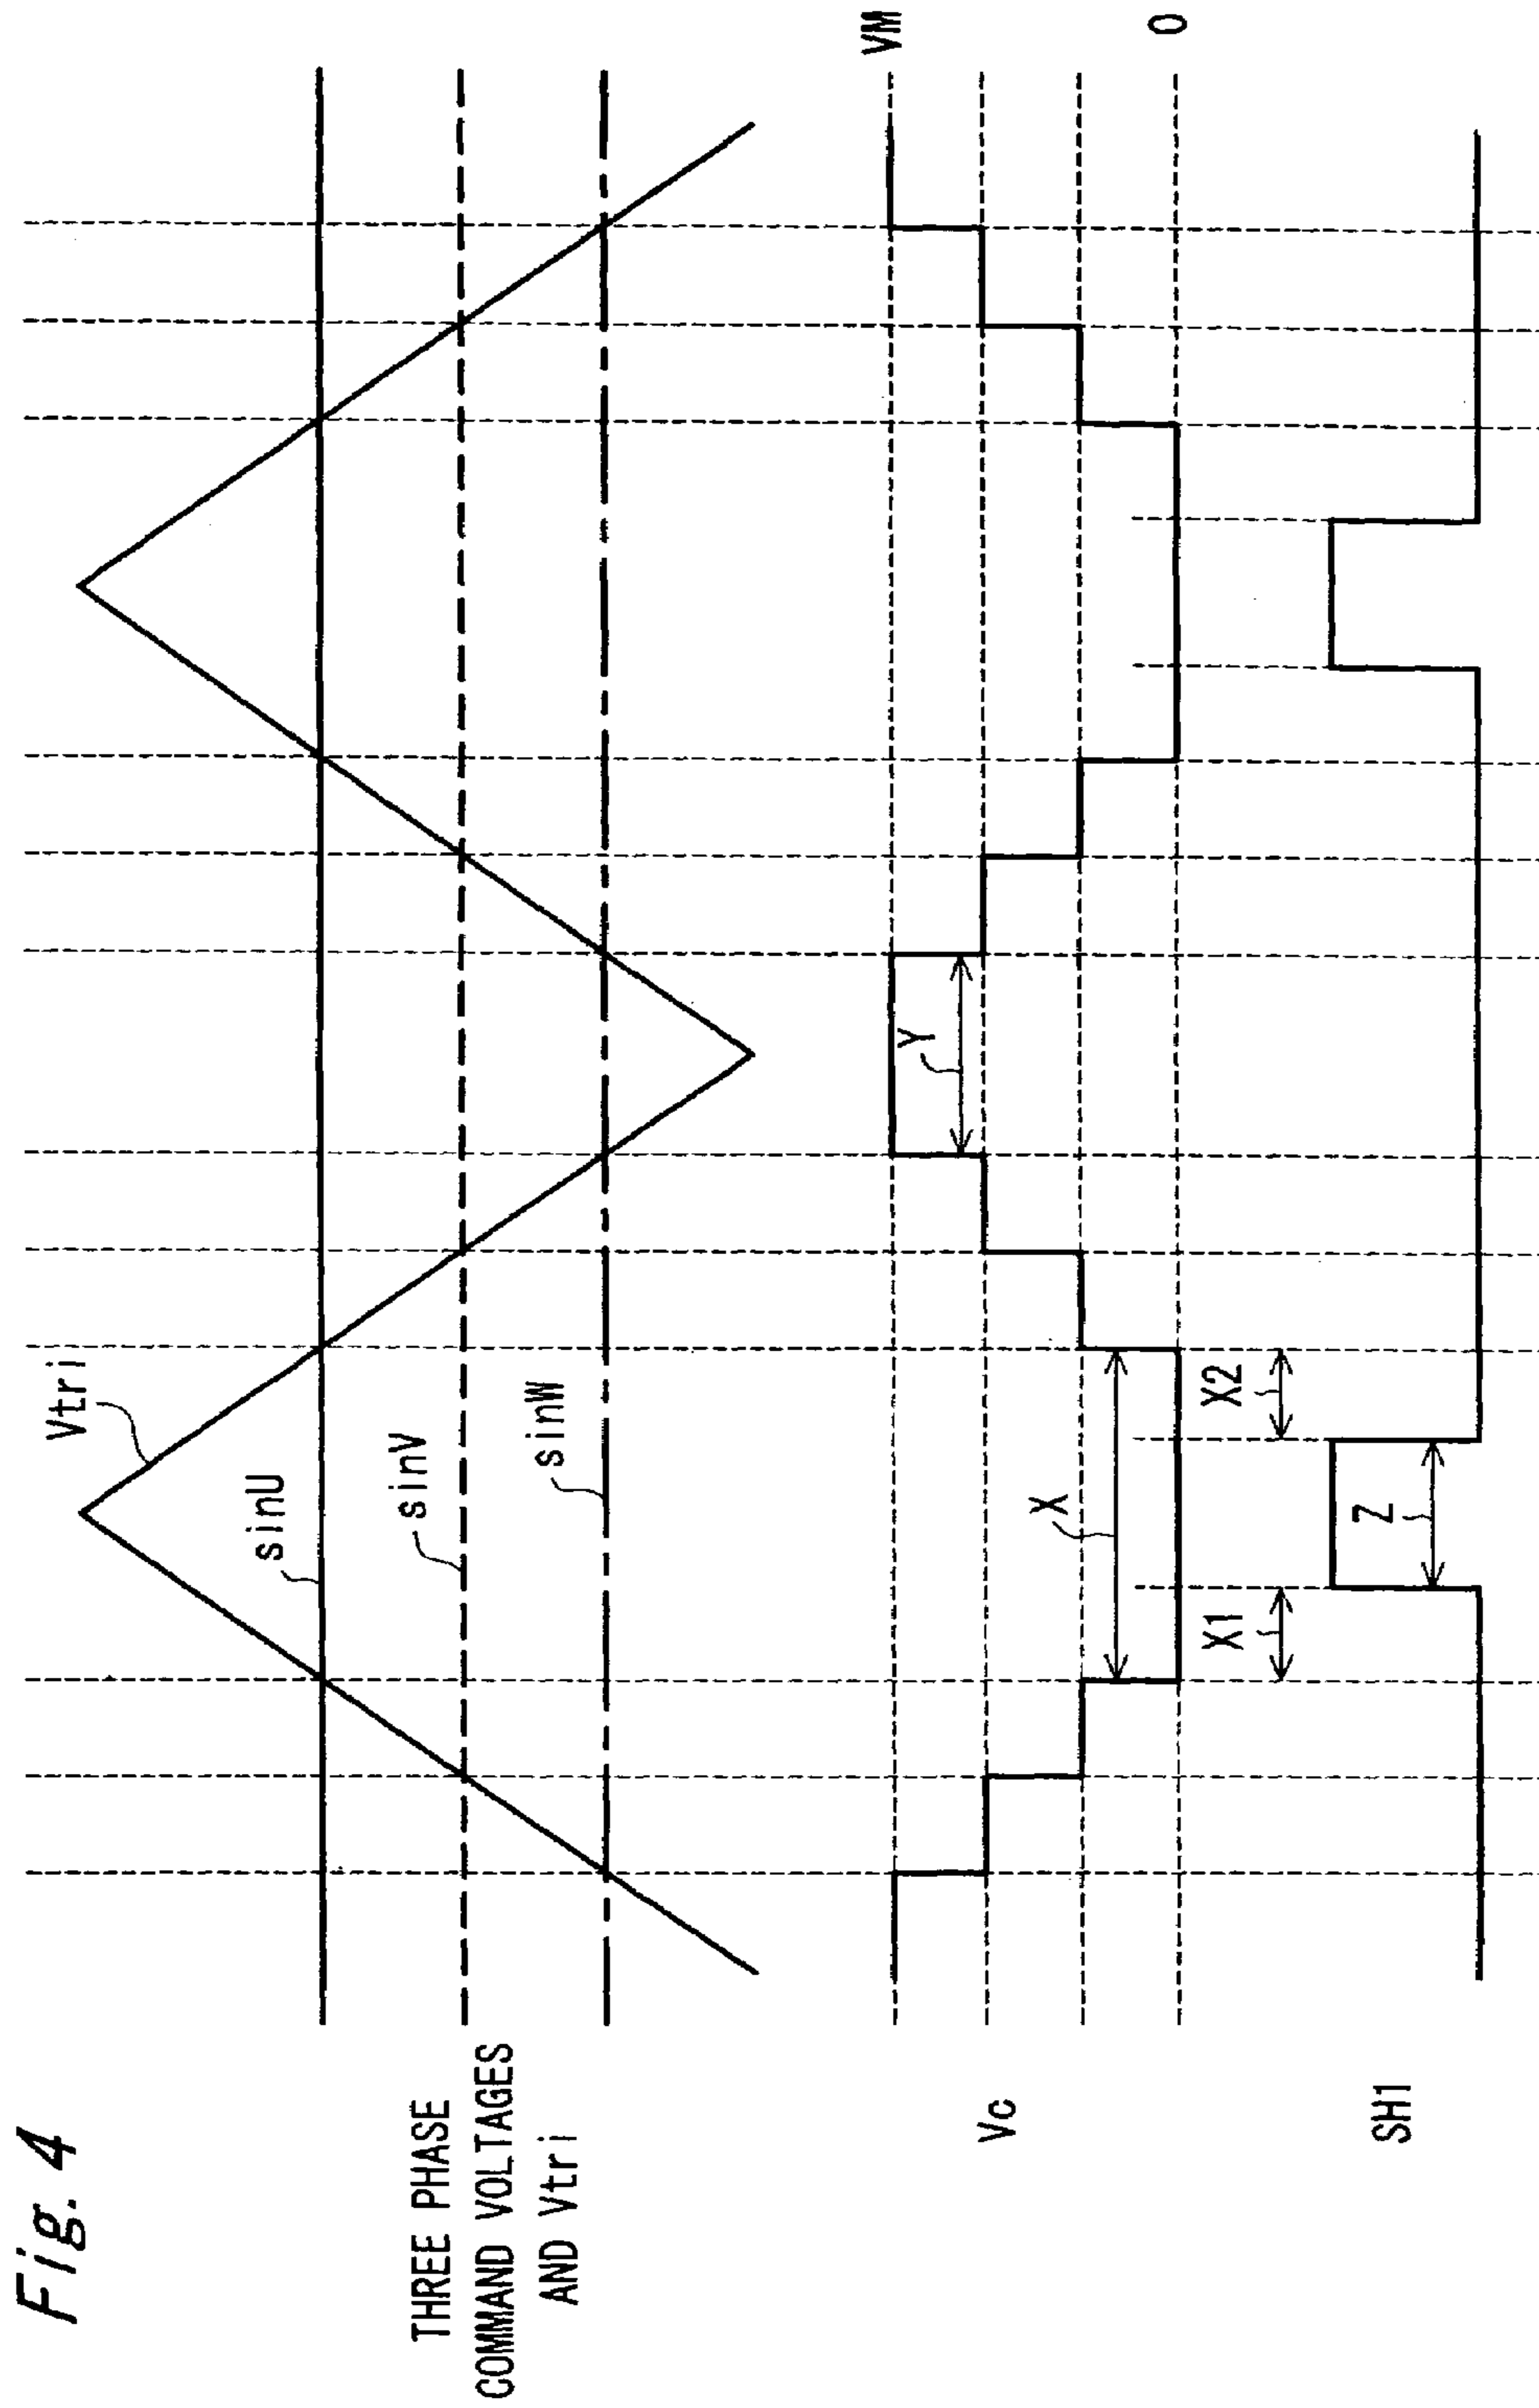 Fig. 4
THREE PHASE
COMMAND VOLTAGES
AND Vtri
Vtri
sinU
sinV
sinW
Vc
VM
0
X
Y
X1
X2
SH1
Z